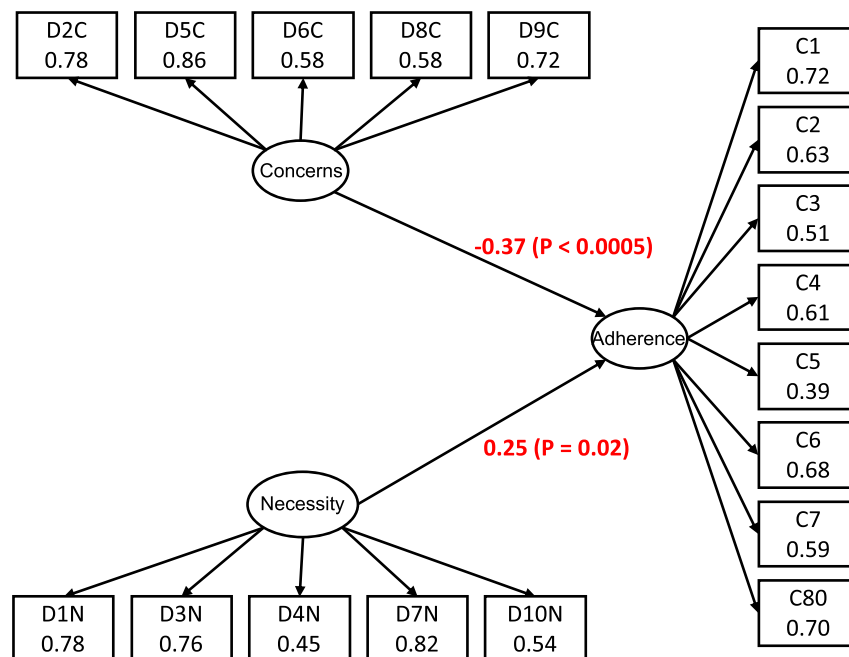 D2C
0.78
D5C
0.86
D6C
0.58
D8C
0.58
D9C
0.72
Concerns
-0.37 (P < 0.0005)
Adherence
0.25 (P = 0.02)
Necessity
D1N
0.78
D3N
0.76
D4N
0.45
D7N
0.82
D10N
0.54
C1
0.72
C2
0.63
C3
0.51
C4
0.61
C5
0.39
C6
0.68
C7
0.59
C80
0.70